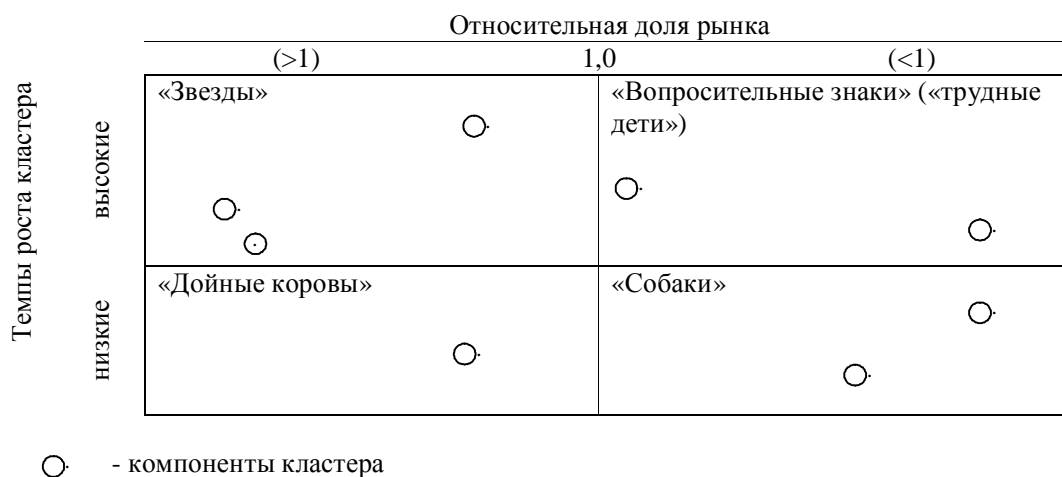 Относительная доля рынка
(>1) 1,0 (<1)
Темпы роста кластера
высокие
«Звезды»
«Вопросительные знаки» («трудные
дети»)
низкие
«Дойные коровы»
«Собаки»
- компоненты кластера